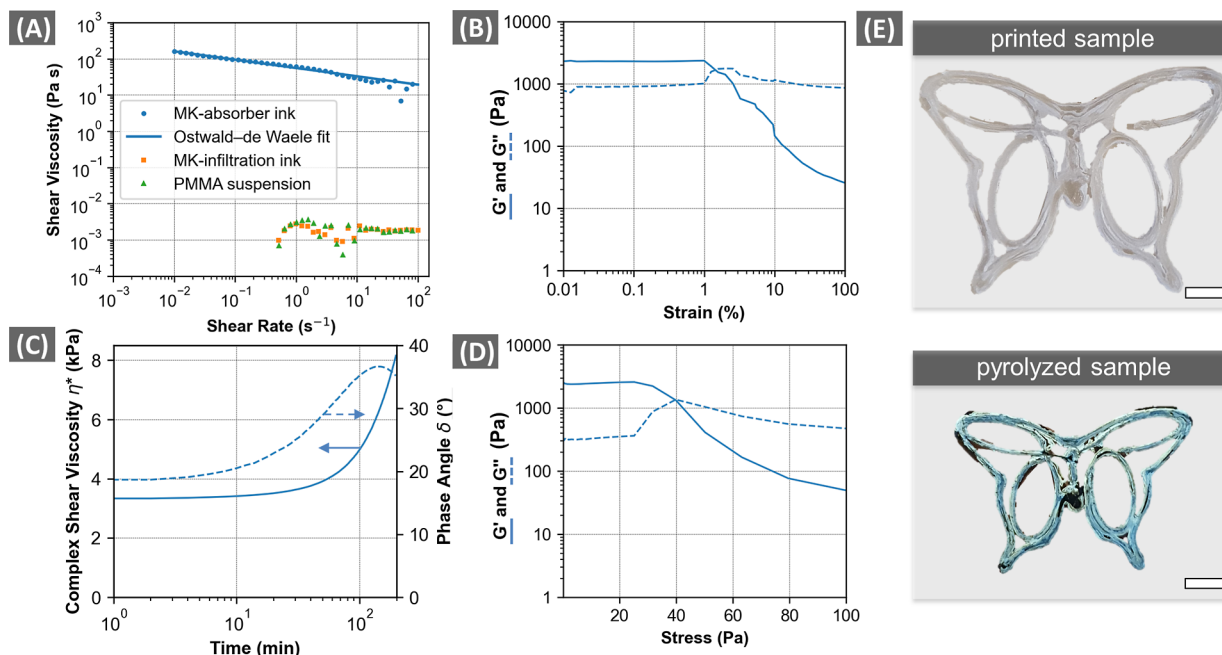 (A)
Shear Viscosity (Pa s)
10³
10²
10¹
10⁰
10⁻¹
10⁻²
10⁻³
10⁻⁴
MK-absorber ink
Ostwald–de Waele fit
MK-infiltration ink
PMMA suspension
10⁻³ 10⁻² 10⁻¹ 10⁰ 10¹ 10²
Shear Rate (s⁻¹)
(B)
G' and G" (Pa)
10000
1000
100
10
1
0.01 0.1 1 10 100
Strain (%)
(C)
Complex Shear Viscosity η* (kPa)
8
6
4
2
0
40
30
20
10
0
Phase Angle δ (°)
10⁰ 10¹ 10²
Time (min)
(D)
G' and G" (Pa)
10000
1000
100
10
1
20 40 60 80 100
Stress (Pa)
(E)
printed sample
pyrolyzed sample